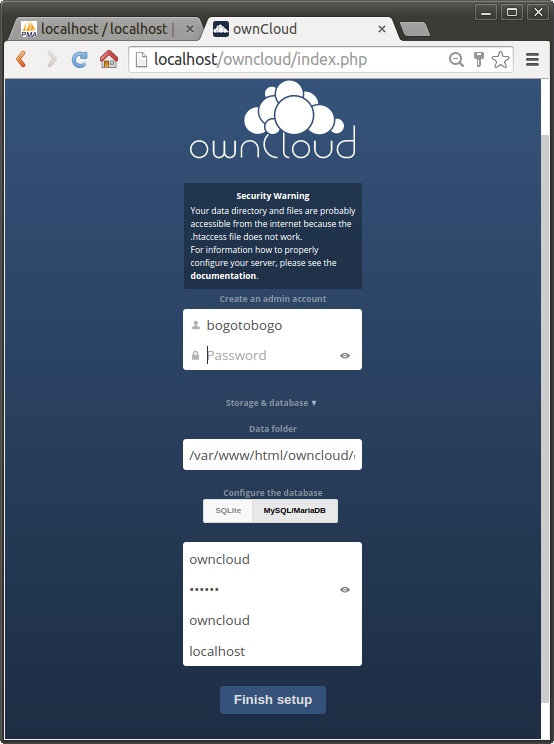 localhost / localhost |
ownCloud
localhost/owncloud/index.php
ownCloud
Security Warning
Your data directory and files are probably
accessible from the internet because the
.htaccess file does not work.
For information how to properly
configure your server, please see the
documentation.
Create an admin account
bogotobogo
Password
Storage & database ▼
Data folder
/var/www/html/owncloud/
Configure the database
SQLite MySQL/MariaDB
owncloud
••••••
owncloud
localhost
Finish setup